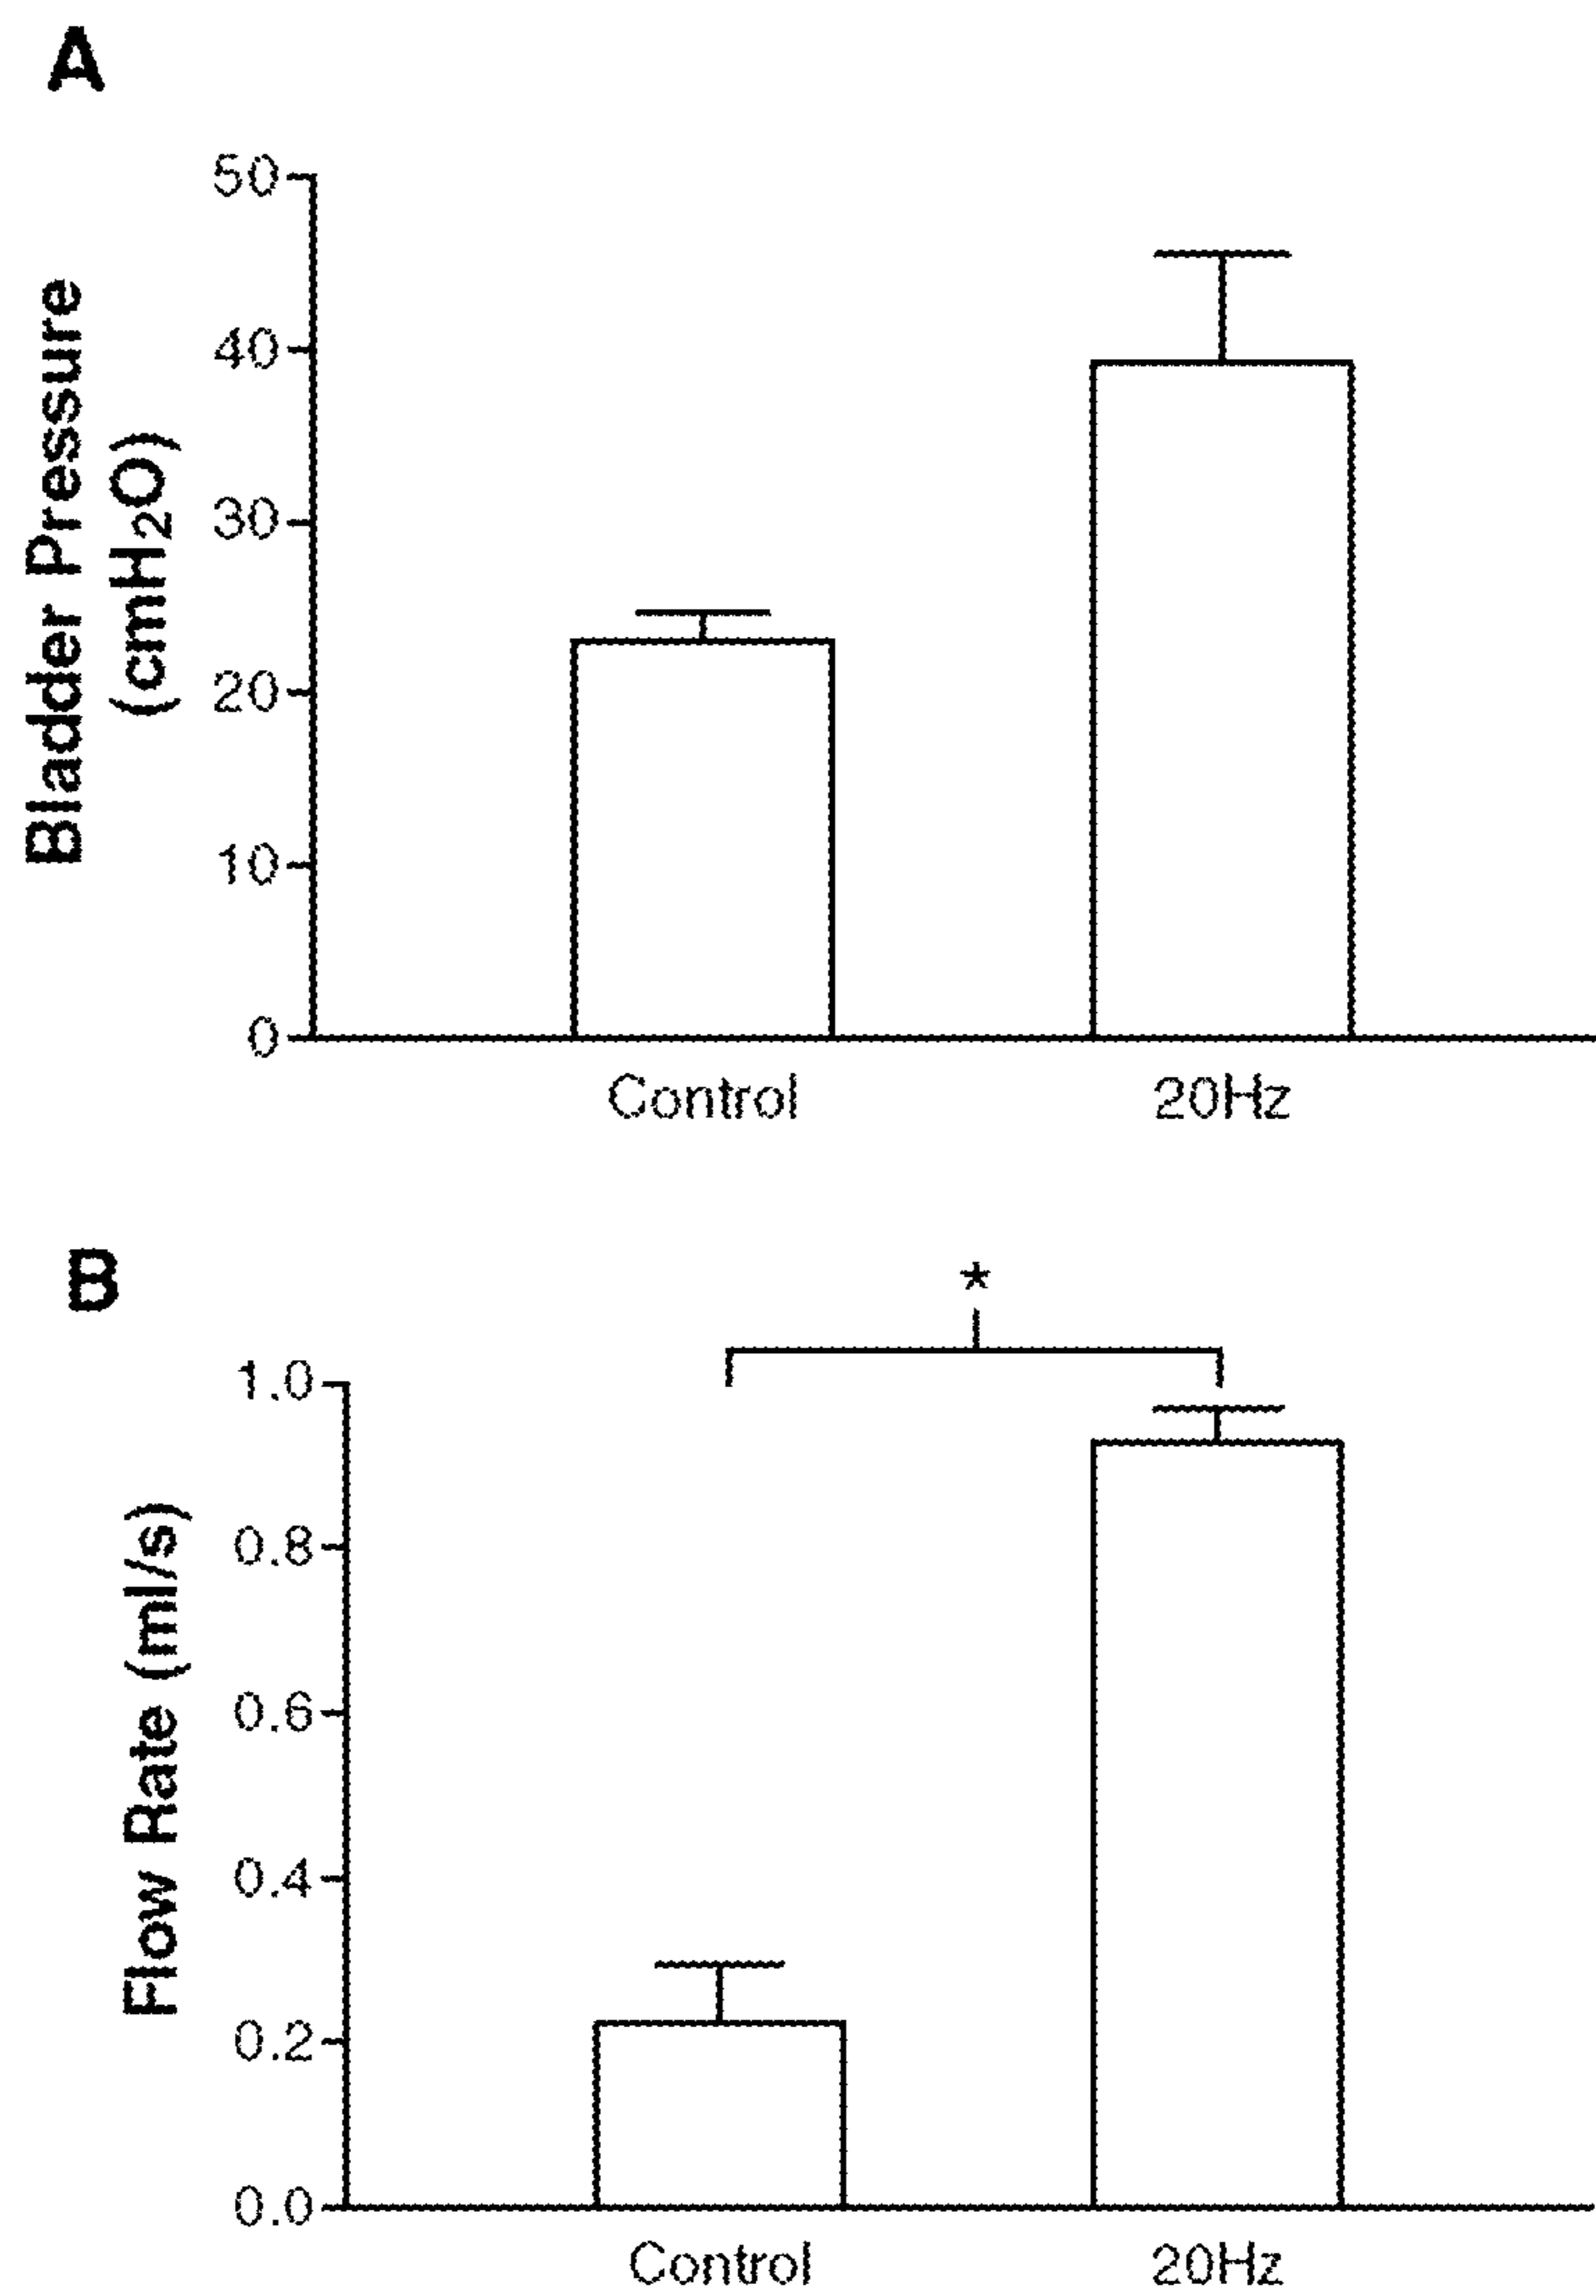 A
Bladder Pressure
(cmH₂O)
50
40
30
20
10
0
Control 20Hz
B
*
Flow Rate (ml/s)
1.0
0.8
0.6
0.4
0.2
0.0
Control 20Hz